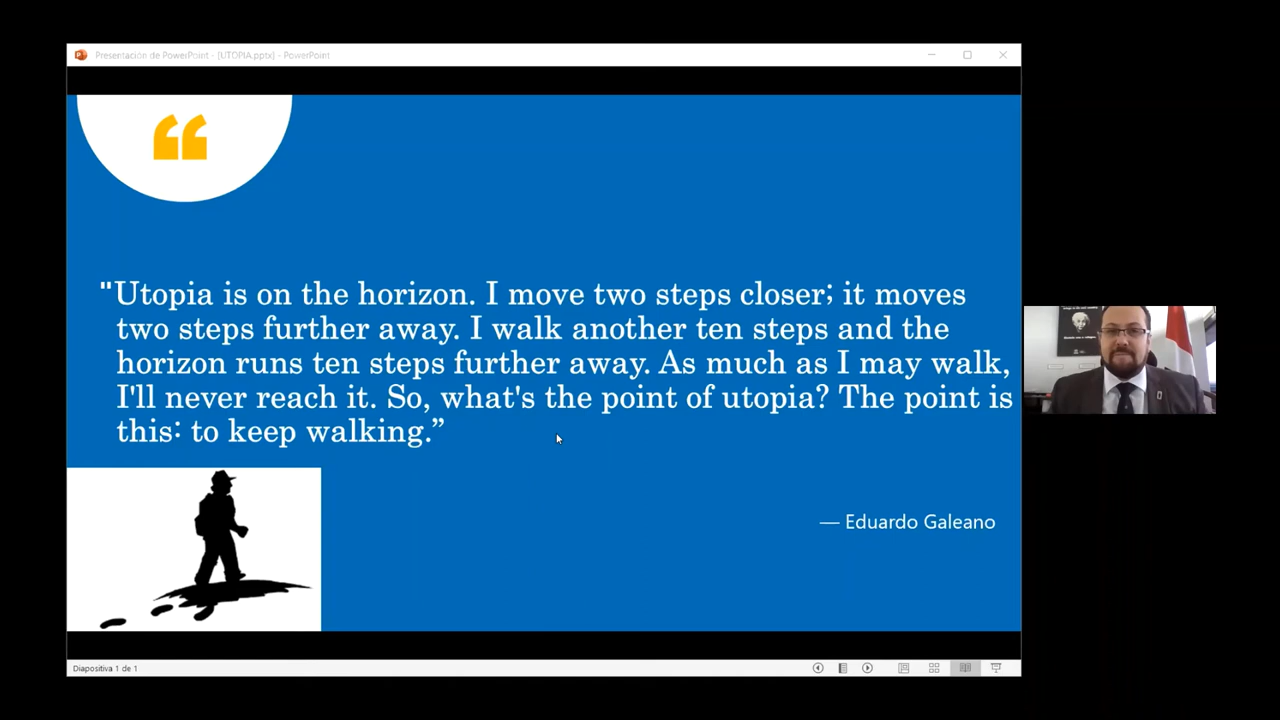 Presentación de PowerPoint - [UTOPIA.pptx] - PowerPoint
“
"Utopia is on the horizon. I move two steps closer; it moves
two steps further away. I walk another ten steps and the
horizon runs ten steps further away. As much as I may walk,
I'll never reach it. So, what's the point of utopia? The point is
this: to keep walking.”
— Eduardo Galeano
Diapositiva 1 de 1